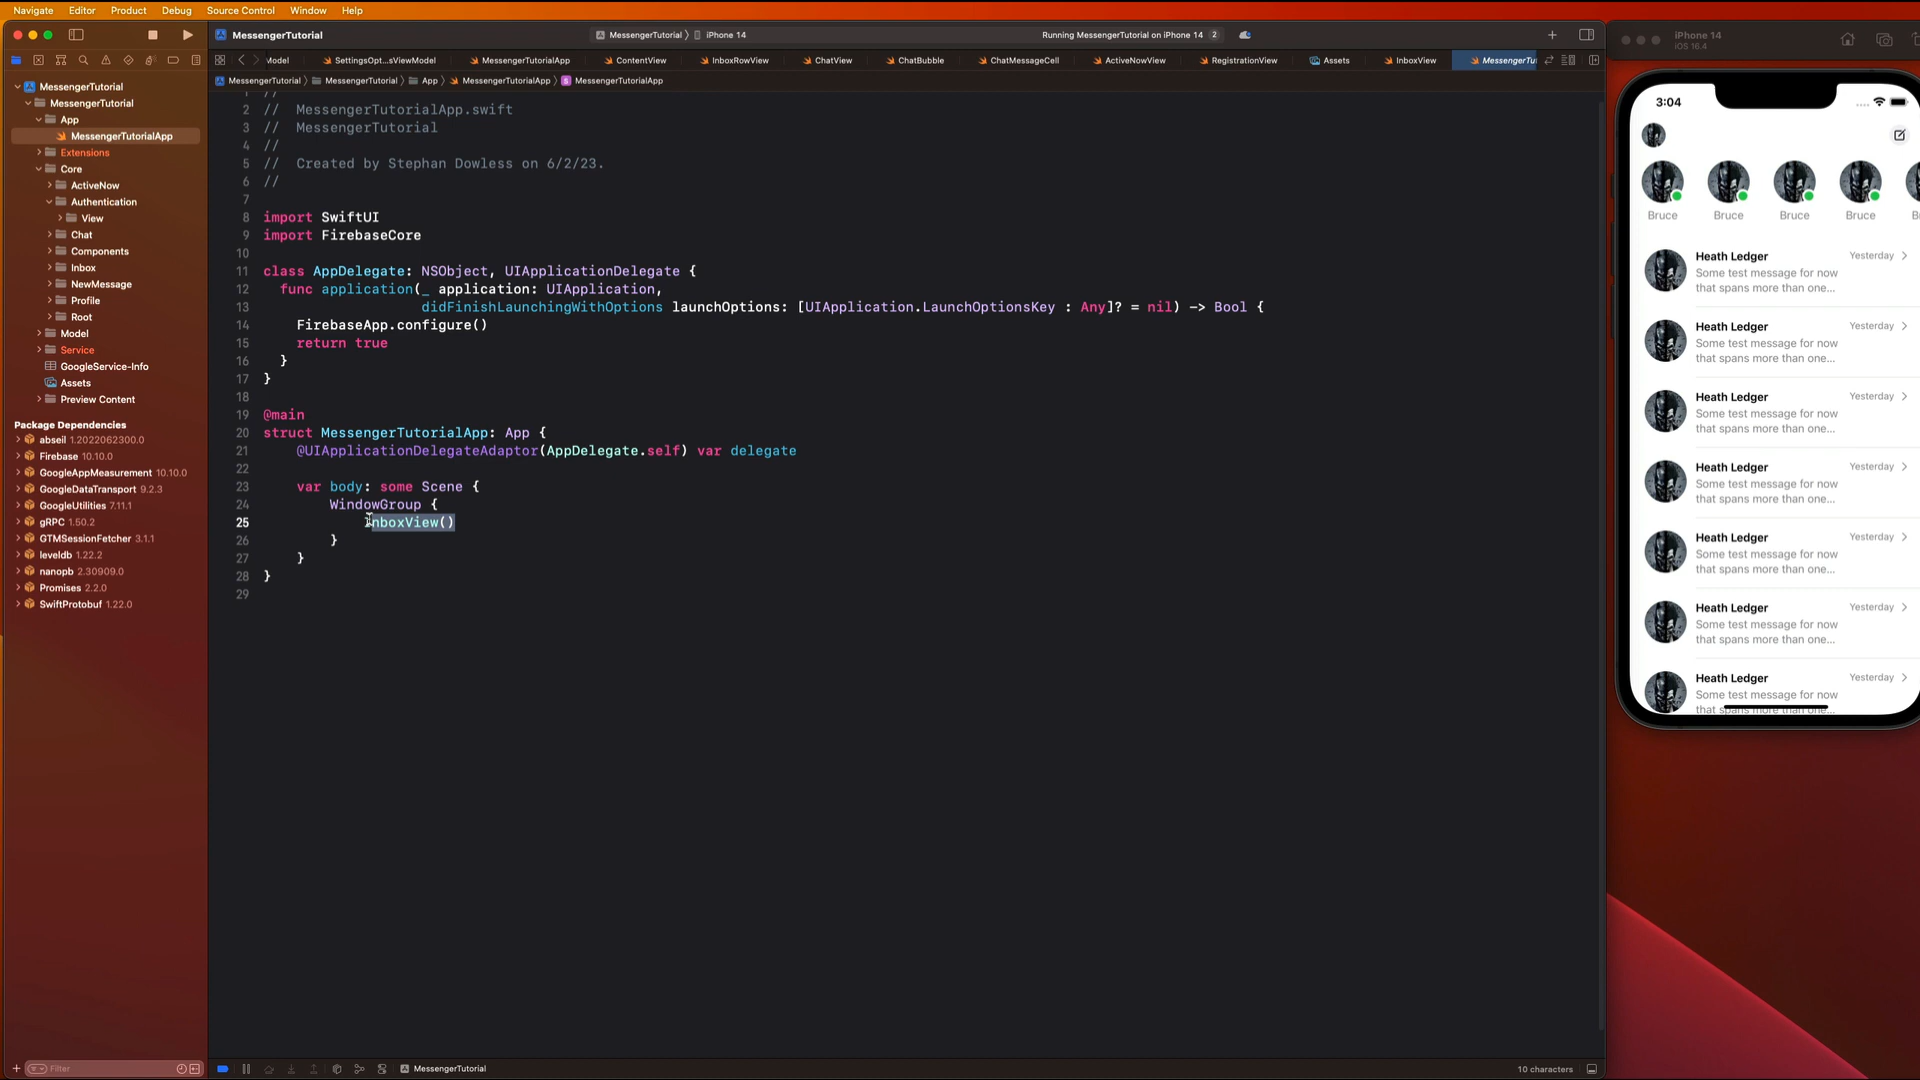 Navigate Editor Product Debug Source Control Window Help
MessengerTutorial
MessengerTutorial 〉 iPhone 14
Running MessengerTutorial on iPhone 14 2
SettingsOpt...sViewModel MessengerTutorialApp ContentView InboxRowView ChatView ChatBubble ChatMessageCell ActiveNowView RegistrationView Assets InboxView MessengerTu
MessengerTutorial 〉 MessengerTutorial 〉 App 〉 MessengerTutorialApp 〉 MessengerTutorialApp
MessengerTutorial
MessengerTutorial
App
MessengerTutorialApp
Extensions
Core
ActiveNow
Authentication
View
Chat
Components
Inbox
NewMessage
Profile
Root
Model
Service
GoogleService-Info
Assets
Preview Content
Package Dependencies
abseil 1.2022062300.0
Firebase 10.10.0
GoogleAppMeasurement 10.10.0
GoogleDataTransport 9.2.3
GoogleUtilities 7.11.1
gRPC 1.50.2
GTMSessionFetcher 3.1.1
leveldb 1.22.2
nanopb 2.30909.0
Promises 2.2.0
SwiftProtobuf 1.22.0
Filter
1 //
2 // MessengerTutorialApp.swift
3 // MessengerTutorial
4 //
5 // Created by Stephan Dowless on 6/2/23.
6 //
7
8 import SwiftUI
9 import FirebaseCore
10
11 class AppDelegate: NSObject, UIApplicationDelegate {
12 func application(_ application: UIApplication,
13 didFinishLaunchingWithOptions launchOptions: [UIApplication.LaunchOptionsKey : Any]? = nil) -> Bool {
14 FirebaseApp.configure()
15 return true
16 }
17 }
18
19 @main
20 struct MessengerTutorialApp: App {
21 @UIApplicationDelegateAdaptor(AppDelegate.self) var delegate
22
23 var body: some Scene {
24 WindowGroup {
25 InboxView()
26 }
27 }
28 }
29
MessengerTutorial
10 characters
iPhone 14
iOS 16.4
3:04
Bruce Bruce Bruce Bruce
Heath Ledger Yesterday
Some test message for now
that spans more than one...
Heath Ledger Yesterday
Some test message for now
that spans more than one...
Heath Ledger Yesterday
Some test message for now
that spans more than one...
Heath Ledger Yesterday
Some test message for now
that spans more than one...
Heath Ledger Yesterday
Some test message for now
that spans more than one...
Heath Ledger Yesterday
Some test message for now
that spans more than one...
Heath Ledger Yesterday
Some test message for now
that spans more than one...